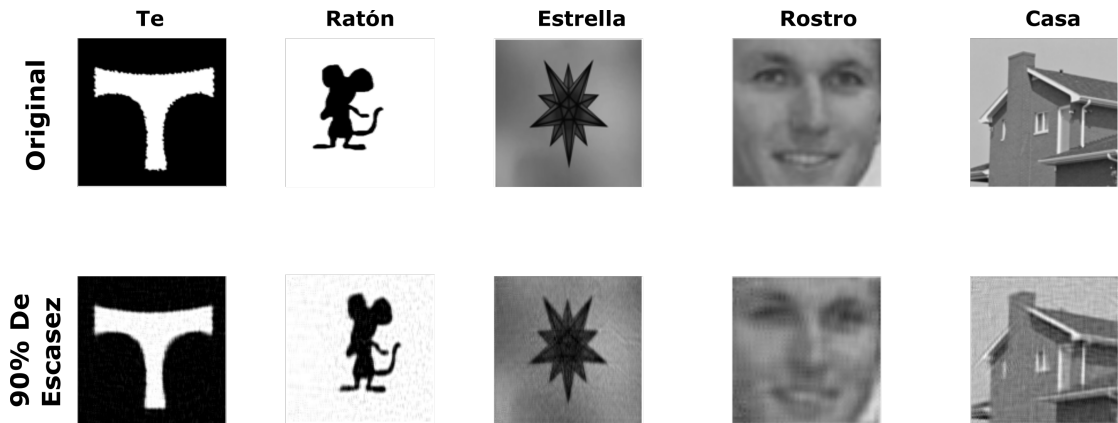 Te
Ratón
Estrella
Rostro
Casa
Original
90% De
Escasez